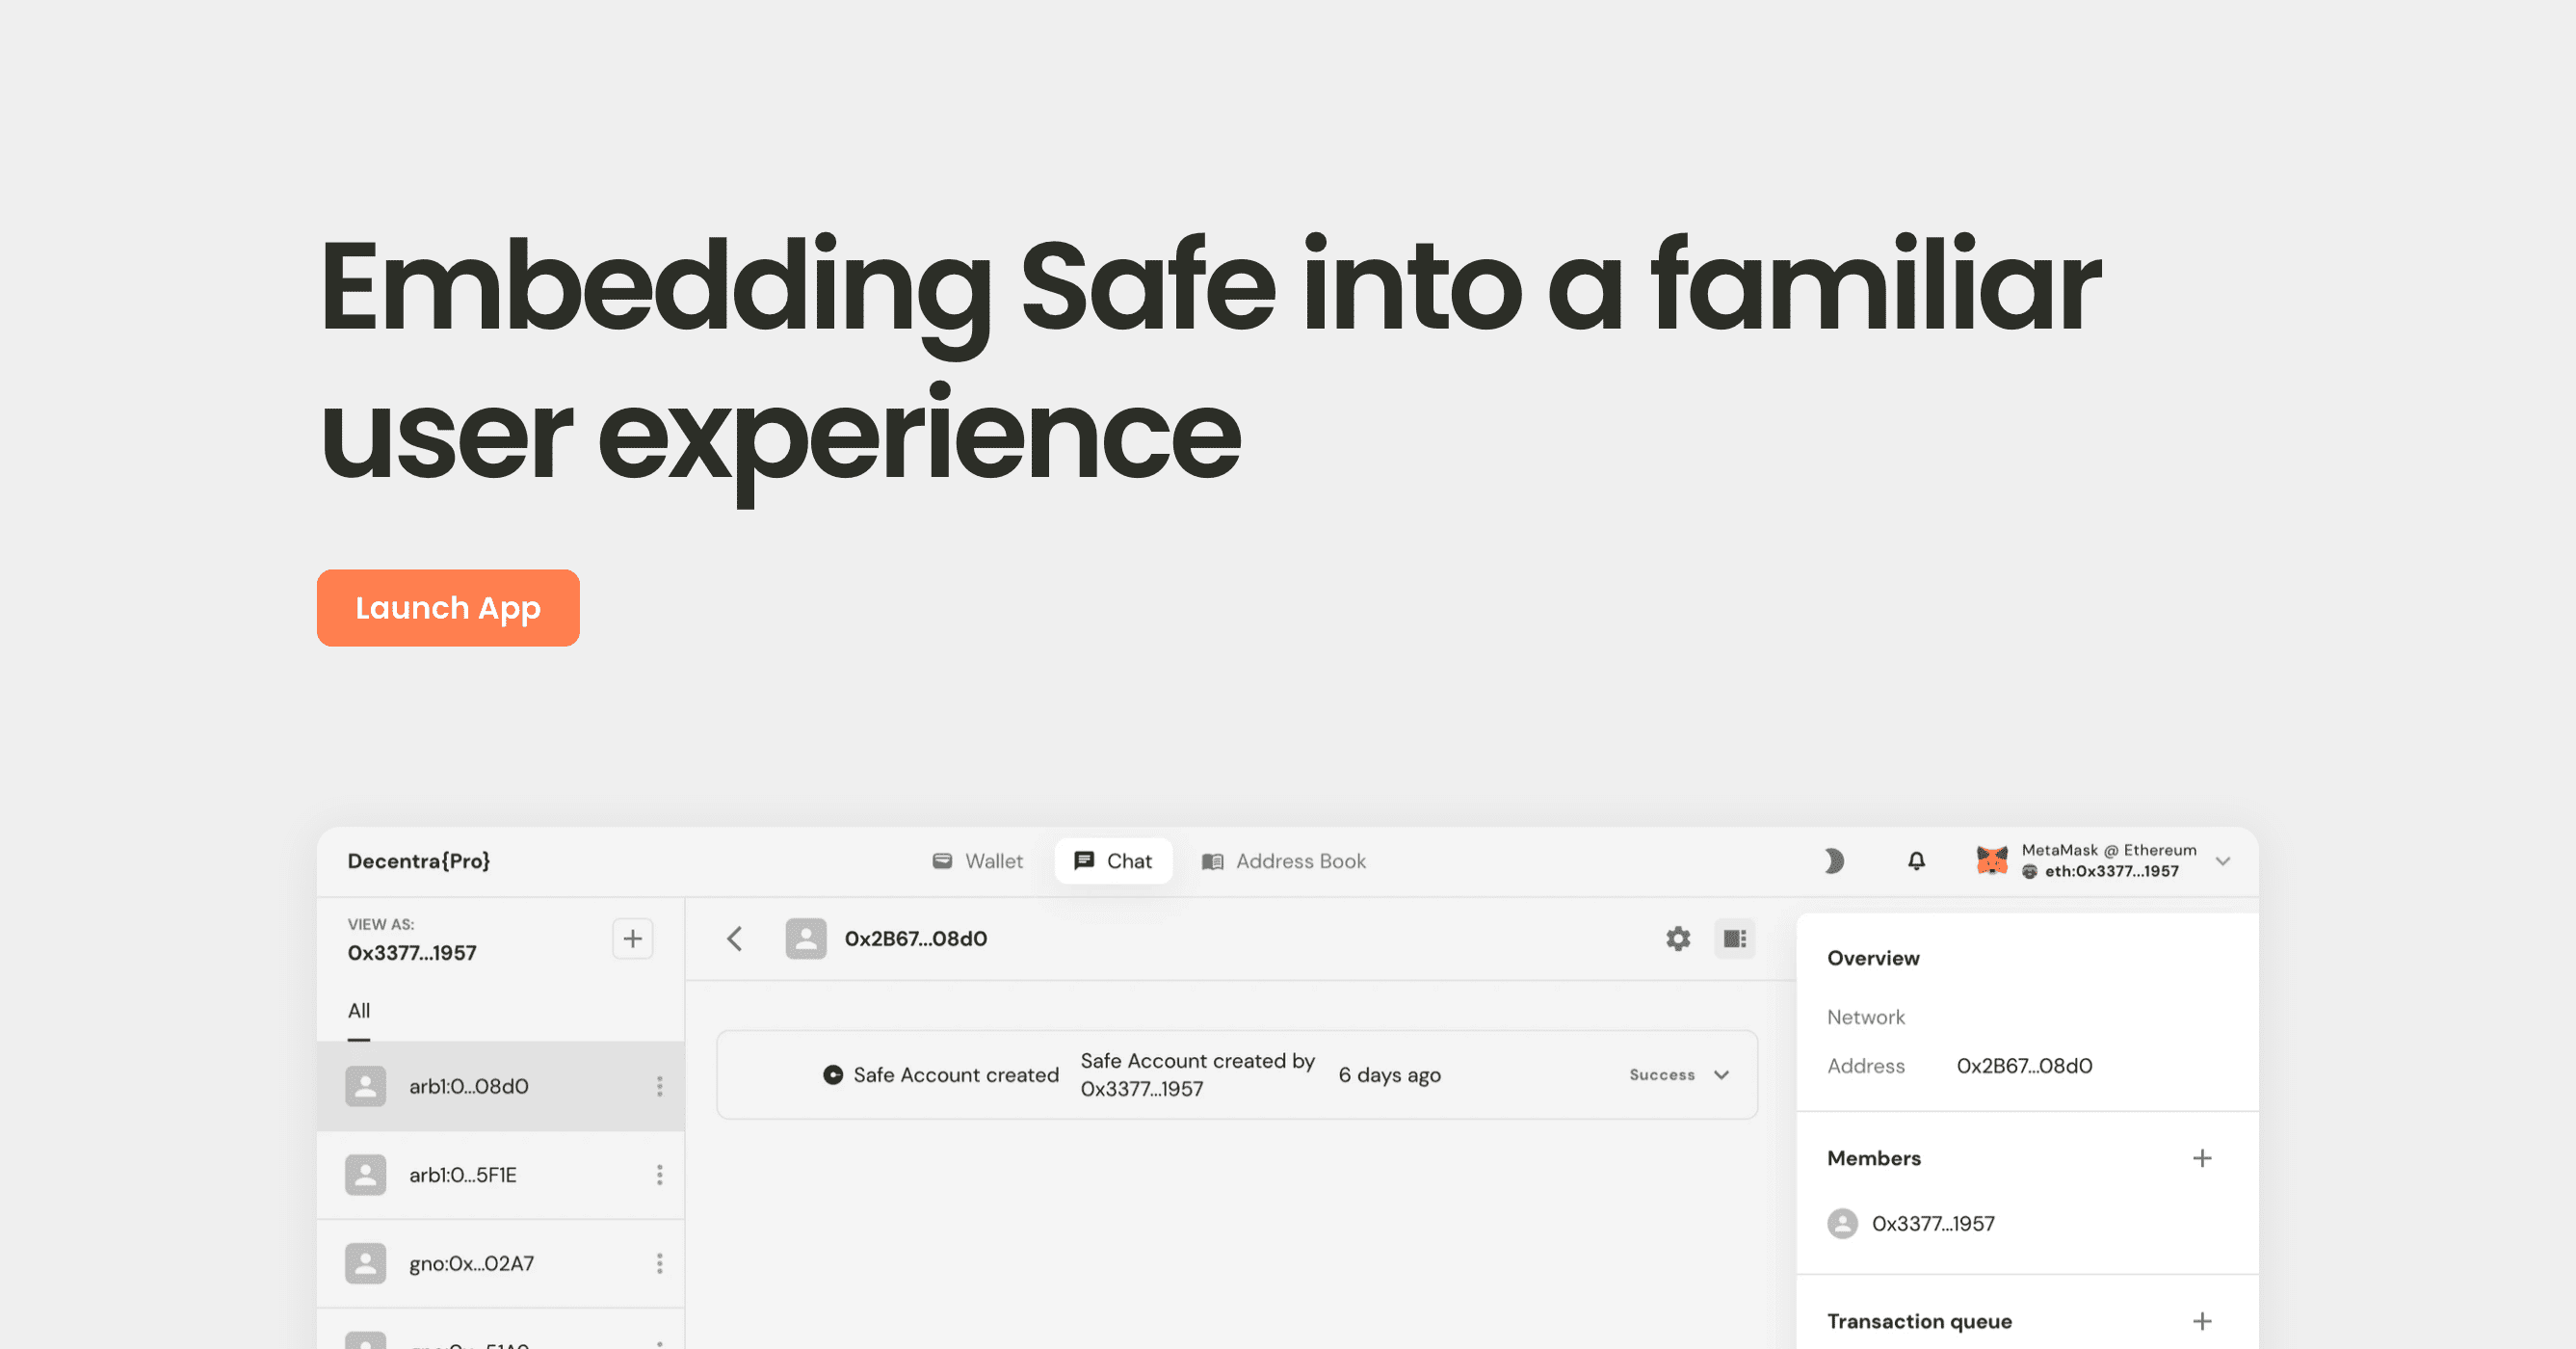 Embedding Safe into a familiar
user experience
Launch App
Decentra{Pro}
Wallet
Chat
Address Book
MetaMask @ Ethereum
eth:0x3377...1957
VIEW AS:
0x3377...1957
All
arb1:0...08d0
arb1:0...5F1E
gno:0x...02A7
0x2B67...08d0
Safe Account created
Safe Account created by
0x3377...1957
6 days ago
Success
Overview
Network
Address 0x2B67...08d0
Members
0x3377...1957
Transaction queue